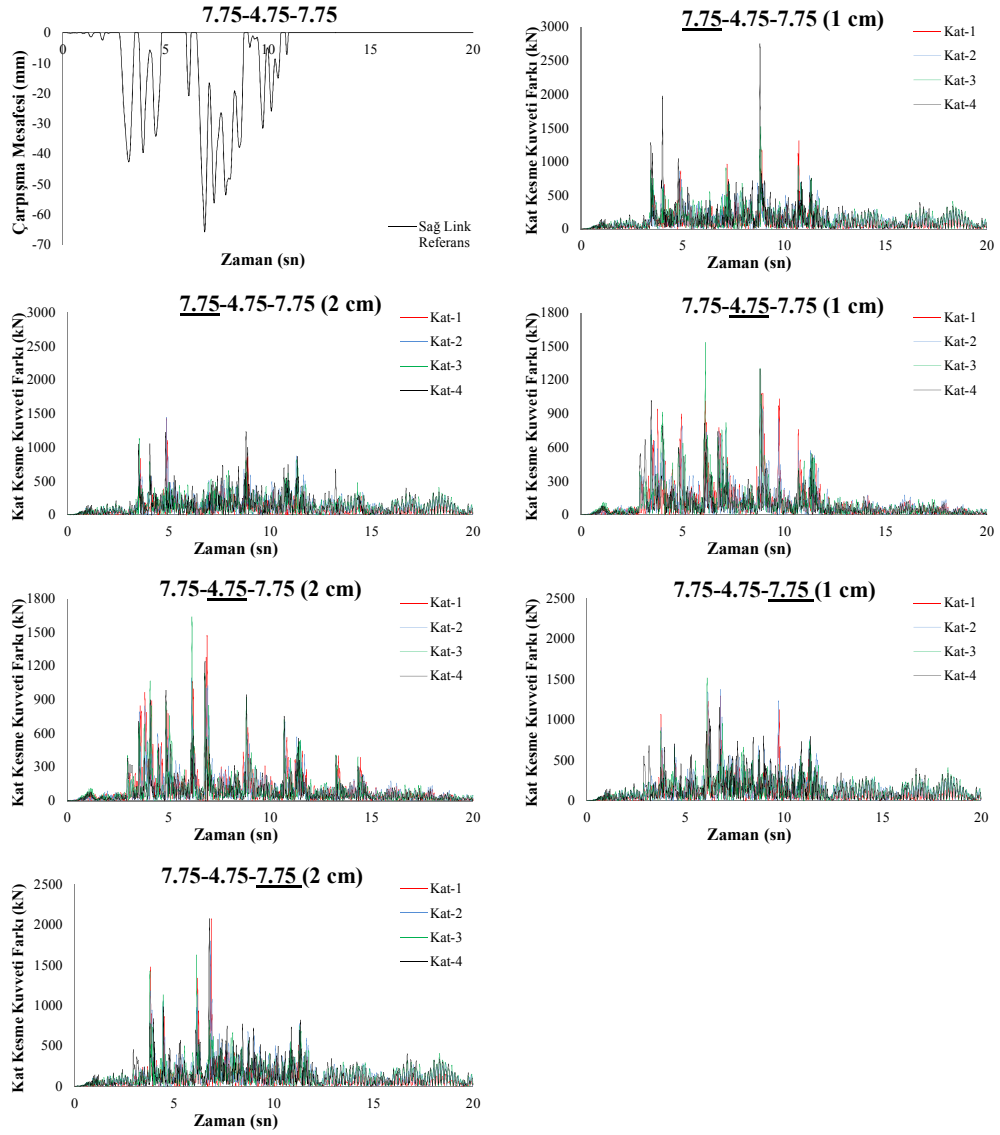 7.75-4.75-7.75
0
-10
-20
-30
-40
-50
-60
-70
0
5
10
15
20
Çarpışma Mesafesi (mm)
Zaman (sn)
Sağ Link
Referans
7.75-4.75-7.75 (1 cm)
3000
2500
2000
1500
1000
500
0
0
5
10
15
20
Kat Kesme Kuvveti Farkı (kN)
Zaman (sn)
Kat-1
Kat-2
Kat-3
Kat-4
7.75-4.75-7.75 (2 cm)
3000
2500
2000
1500
1000
500
0
0
5
10
15
20
Kat Kesme Kuvveti Farkı (kN)
Zaman (sn)
Kat-1
Kat-2
Kat-3
Kat-4
7.75-4.75-7.75 (1 cm)
1800
1500
1200
900
600
300
0
0
5
10
15
20
Kat Kesme Kuvveti Farkı (kN)
Zaman (sn)
Kat-1
Kat-2
Kat-3
Kat-4
7.75-4.75-7.75 (2 cm)
1800
1500
1200
900
600
300
0
0
5
10
15
20
Kat Kesme Kuvveti Farkı (kN)
Zaman (sn)
Kat-1
Kat-2
Kat-3
Kat-4
7.75-4.75-7.75 (1 cm)
2500
2000
1500
1000
500
0
0
5
10
15
20
Kat Kesme Kuvveti Farkı (kN)
Zaman (sn)
Kat-1
Kat-2
Kat-3
Kat-4
7.75-4.75-7.75 (2 cm)
2500
2000
1500
1000
500
0
0
5
10
15
20
Kat Kesme Kuvveti Farkı (kN)
Zaman (sn)
Kat-1
Kat-2
Kat-3
Kat-4